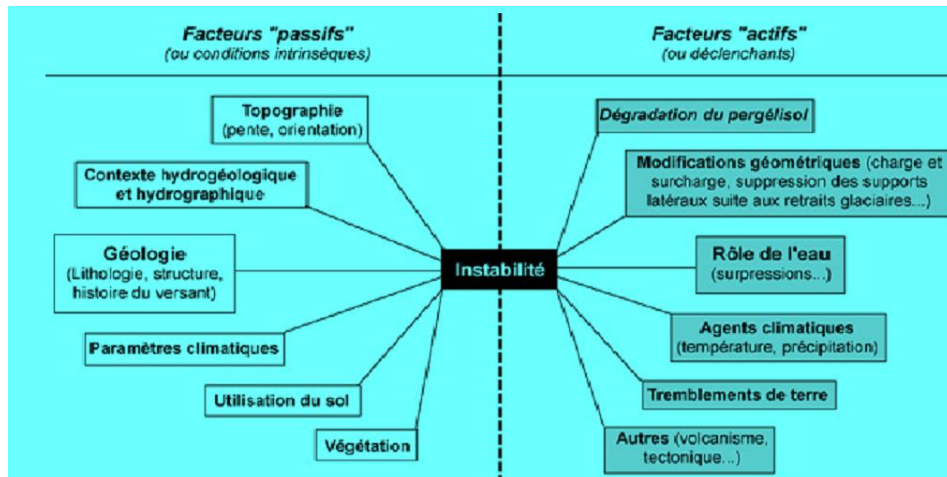 Facteurs "passifs"
(ou conditions intrinsèques)
Facteurs "actifs"
(ou déclenchants)
Topographie
(pente, orientation)
Contexte hydrogéologique
et hydrographique
Géologie
(Lithologie, structure,
histoire du versant)
Paramètres climatiques
Utilisation du sol
Végétation
Instabilité
Dégradation du pergélisol
Modifications géométriques (charge et
surcharge, suppression des supports
latéraux suite aux retraits glaciaires...)
Rôle de l'eau
(surpressions...)
Agents climatiques
(température, précipitation)
Tremblements de terre
Autres (volcanisme,
tectonique...)